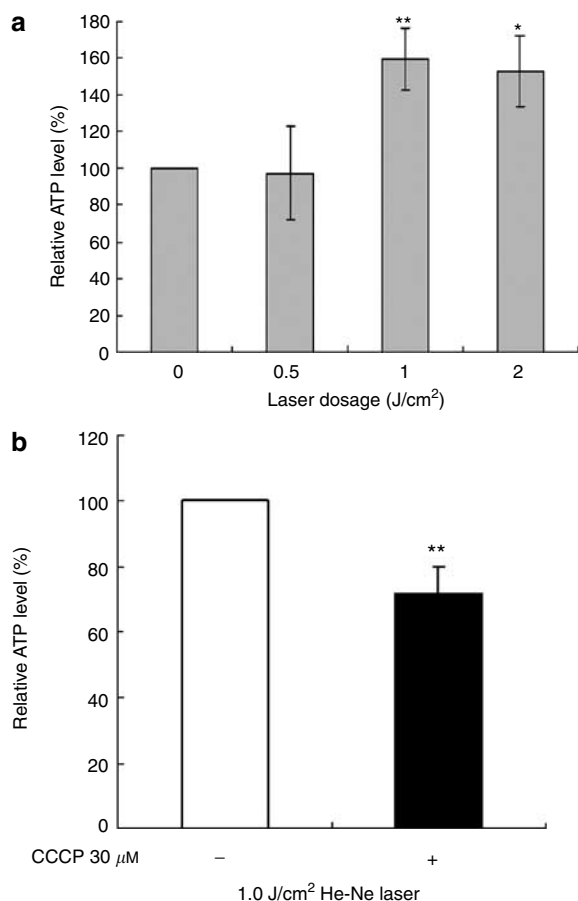 a
Relative ATP level (%)
180
160
140
120
100
80
60
40
20
0
** *
0 0.5 1 2
Laser dosage (J/cm²)
b
Relative ATP level (%)
120
100
80
60
40
20
0
**
CCCP 30 μM − +
1.0 J/cm² He-Ne laser